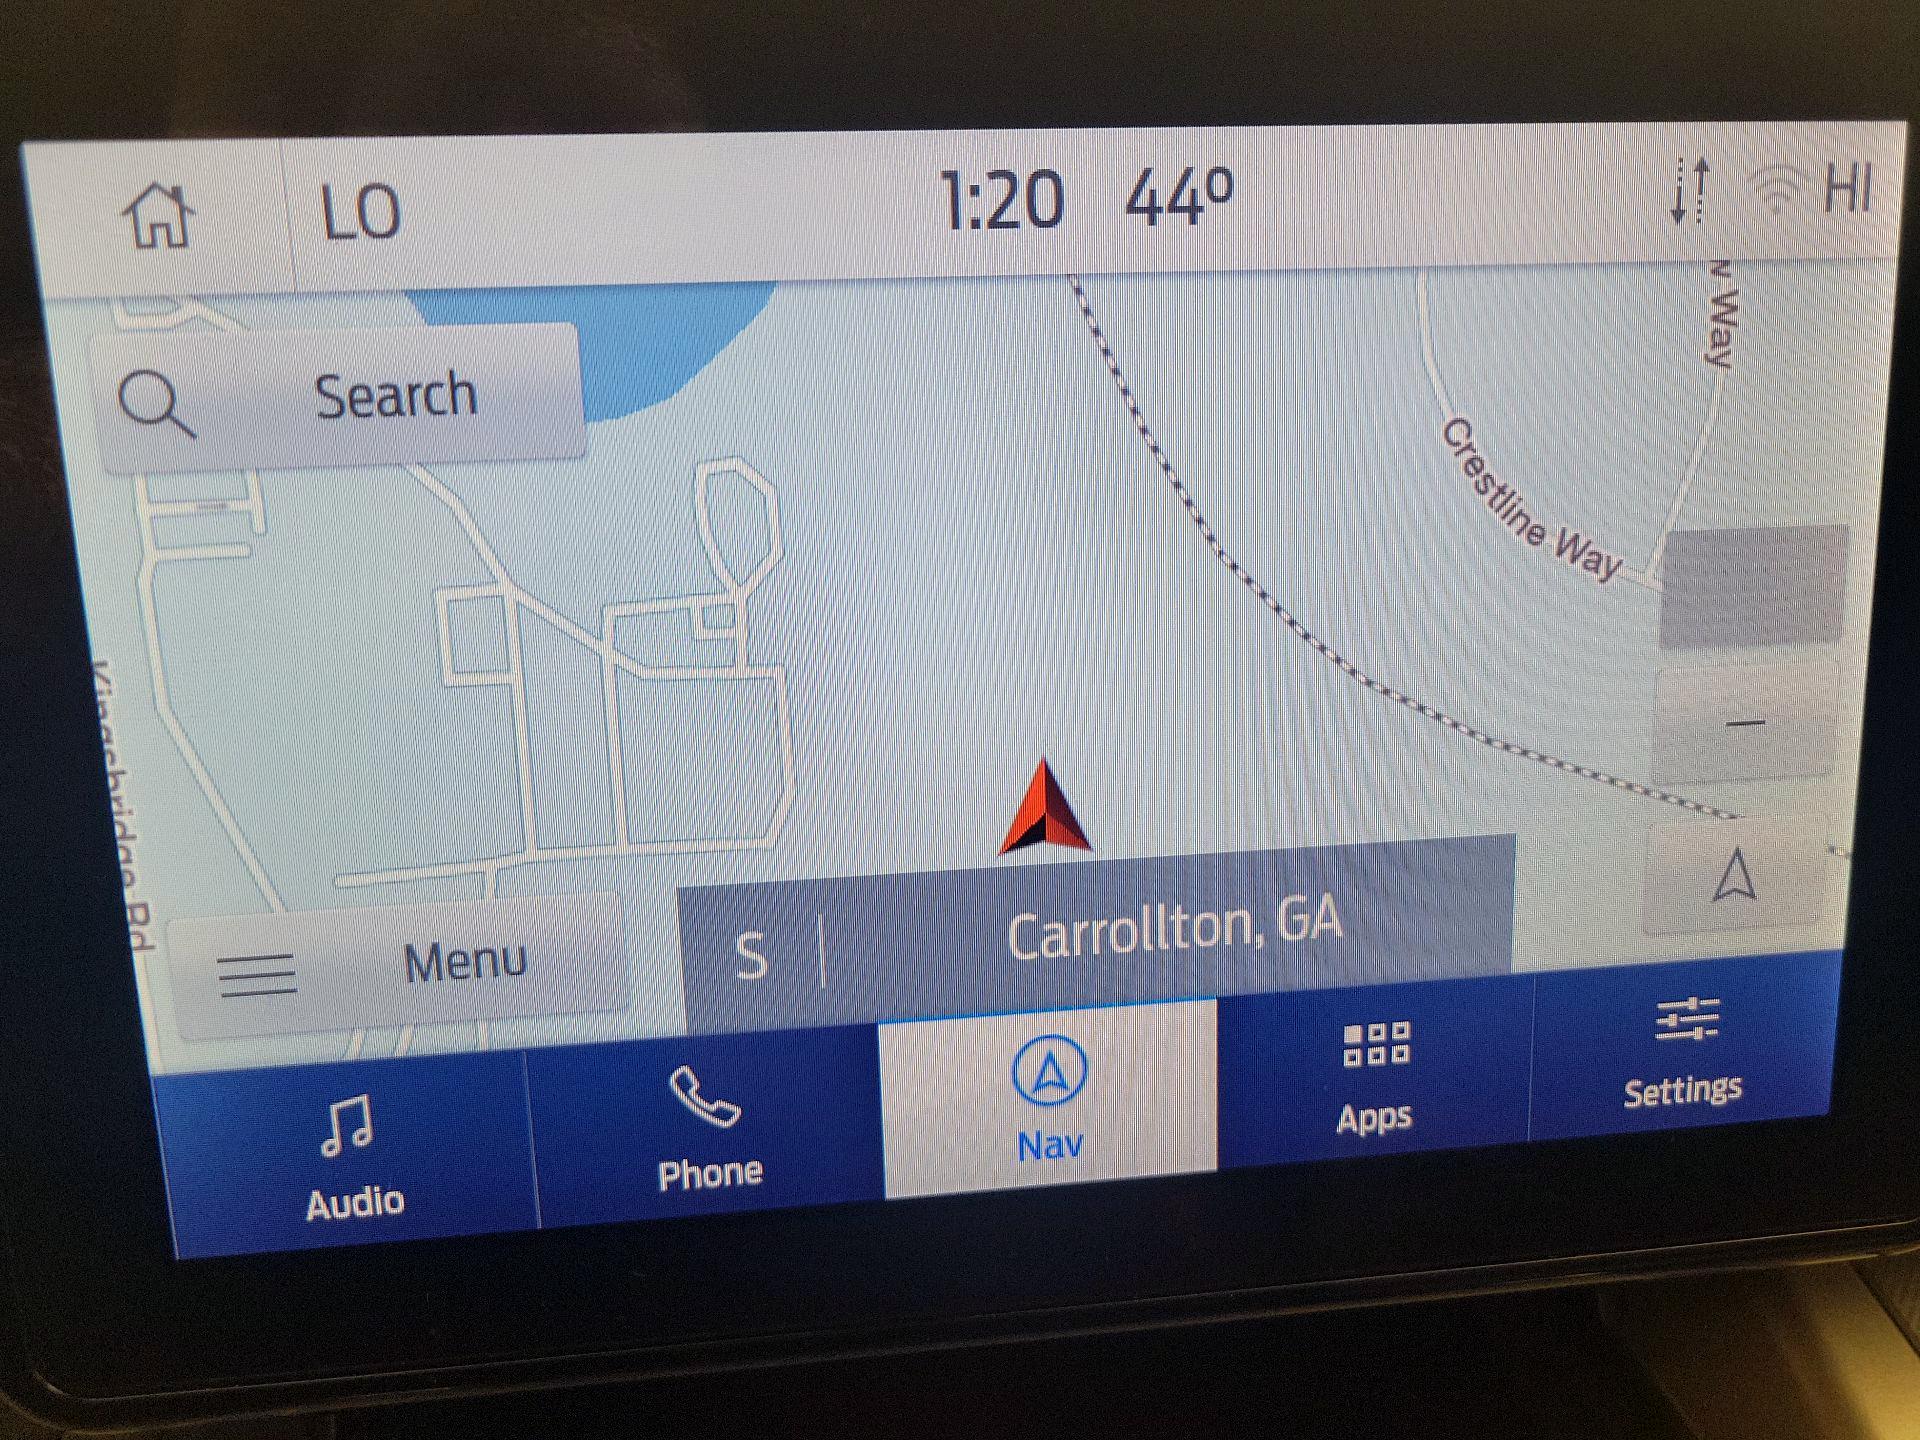 LO 1:20 44° HI
Search
Way
Crestline Way
Kingsbridge Rd
S Carrollton, GA
Menu
Audio Phone Nav Apps Settings